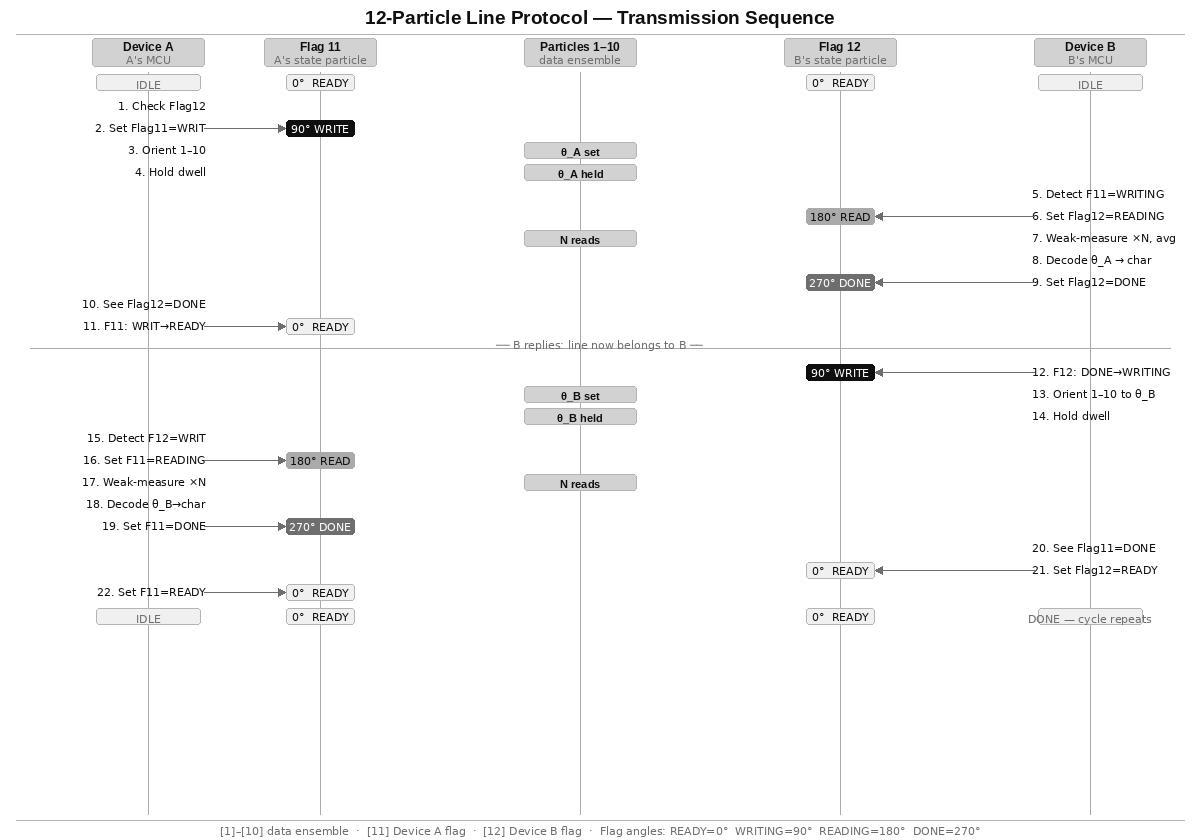 12-Particle Line Protocol — Transmission Sequence
Device A
A's MCU
Flag 11
A's state particle
Particles 1–10
data ensemble
Flag 12
B's state particle
Device B
B's MCU
IDLE
0° READY
0° READY
IDLE
1. Check Flag12
2. Set Flag11=WRIT
90° WRITE
3. Orient 1–10
θ_A set
4. Hold dwell
θ_A held
5. Detect F11=WRITING
180° READ
6. Set Flag12=READING
N reads
7. Weak-measure ×N, avg
8. Decode θ_A → char
270° DONE
9. Set Flag12=DONE
10. See Flag12=DONE
11. F11: WRIT→READY
0° READY
── B replies: line now belongs to B ──
90° WRITE
12. F12: DONE→WRITING
θ_B set
13. Orient 1–10 to θ_B
θ_B held
14. Hold dwell
15. Detect F12=WRIT
16. Set F11=READING
180° READ
17. Weak-measure ×N
N reads
18. Decode θ_B→char
19. Set F11=DONE
270° DONE
20. See Flag11=DONE
0° READY
21. Set Flag12=READY
22. Set F11=READY
0° READY
IDLE
0° READY
0° READY
DONE — cycle repeats
[1]–[10] data ensemble · [11] Device A flag · [12] Device B flag · Flag angles: READY=0° WRITING=90° READING=180° DONE=270°